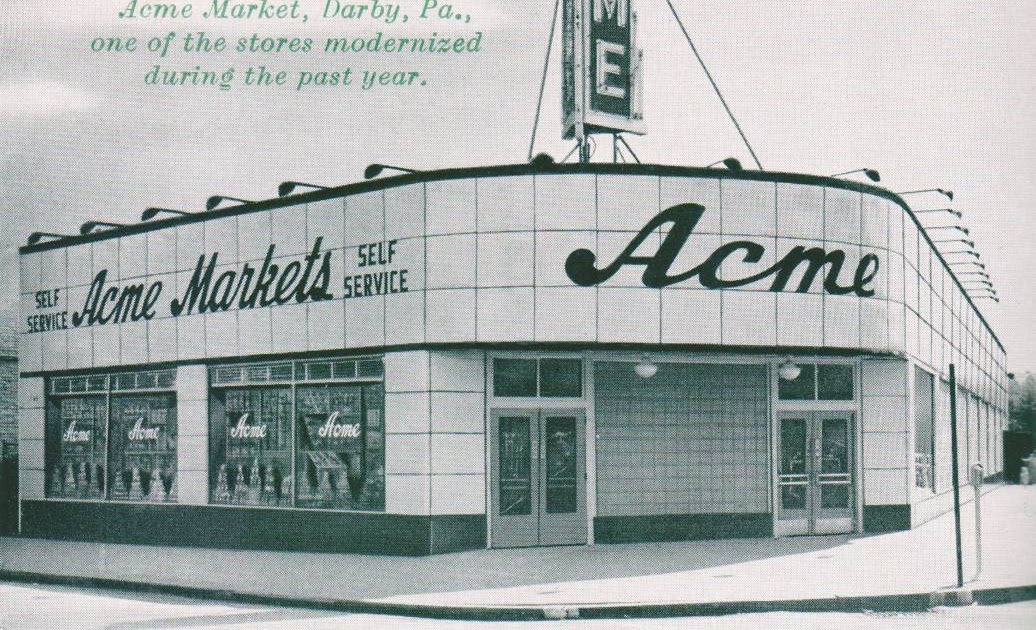 Acme Market, Darby, Pa.,
one of the stores modernized
during the past year.
M
E
Acme
SELF
SERVICE
Acme Markets
SELF
SERVICE
Acme
Acme
Acme
Acme